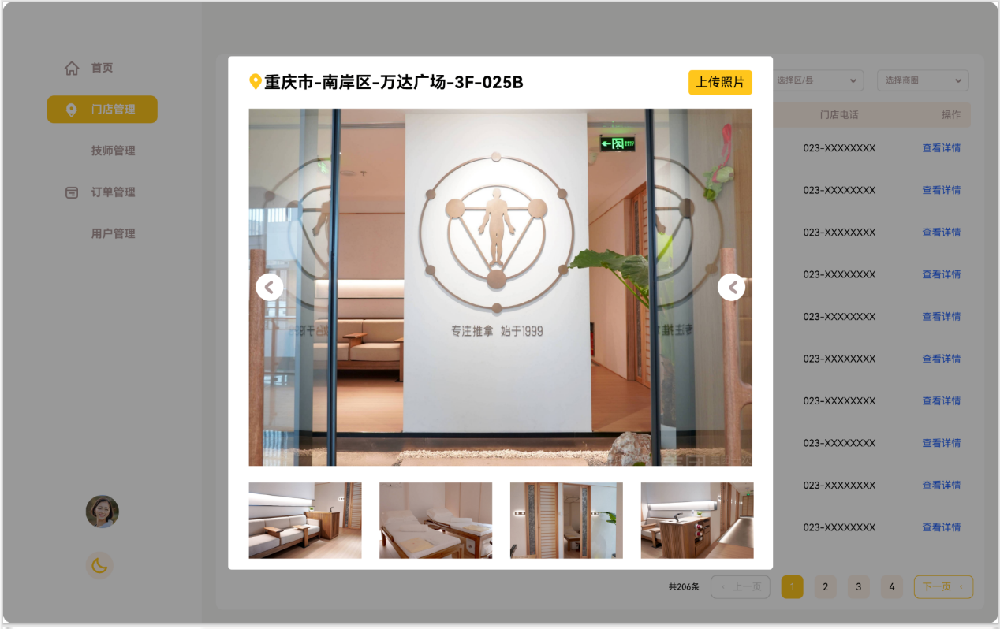 首页
门店管理
技师管理
订单管理
用户管理
重庆市-南岸区-万达广场-3F-025B
上传照片
专注推拿 始于1999
选择区/县
选择商圈
门店电话 操作
023-XXXXXXXX 查看详情
023-XXXXXXXX 查看详情
023-XXXXXXXX 查看详情
023-XXXXXXXX 查看详情
023-XXXXXXXX 查看详情
023-XXXXXXXX 查看详情
023-XXXXXXXX 查看详情
023-XXXXXXXX 查看详情
023-XXXXXXXX 查看详情
023-XXXXXXXX 查看详情
共206条 ‹ 上一页 1 2 3 4 下一页 ‹